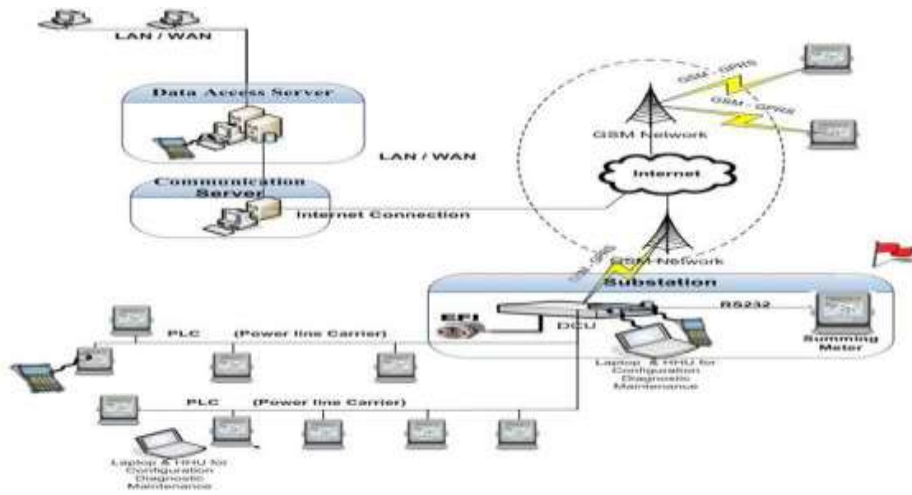 LAN / WAN
Data Access Server
LAN / WAN
Communication
Server
Internet Connection
GSM - GPRS
GSM - GPRS
GSM Network
Internet
GSM - GPRS
GSM Network
Substation
EFI
DCU
RS232
Summing
Meter
Laptop & HHU for
Configuration
Diagnostic
Maintenance
PLC (Power line Carrier)
PLC (Power line Carrier)
Laptop & HHU for
Configuration
Diagnostic
Maintenance